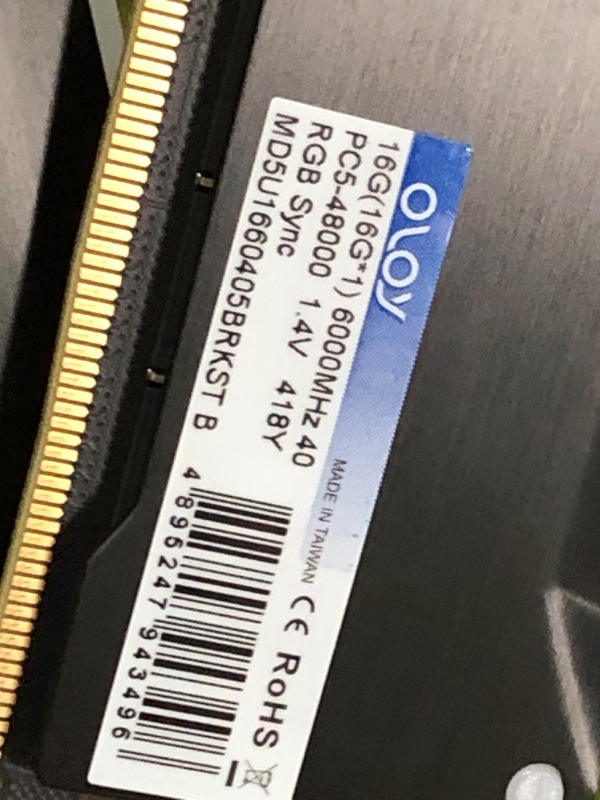 OLOy
16G(16G*1) 6000MHz 40
PC5-48000 1.4V 418Y
RGB Sync
MD5U1660405BRKST B
MADE IN TAIWAN
CE RoHS
4 895247 943496